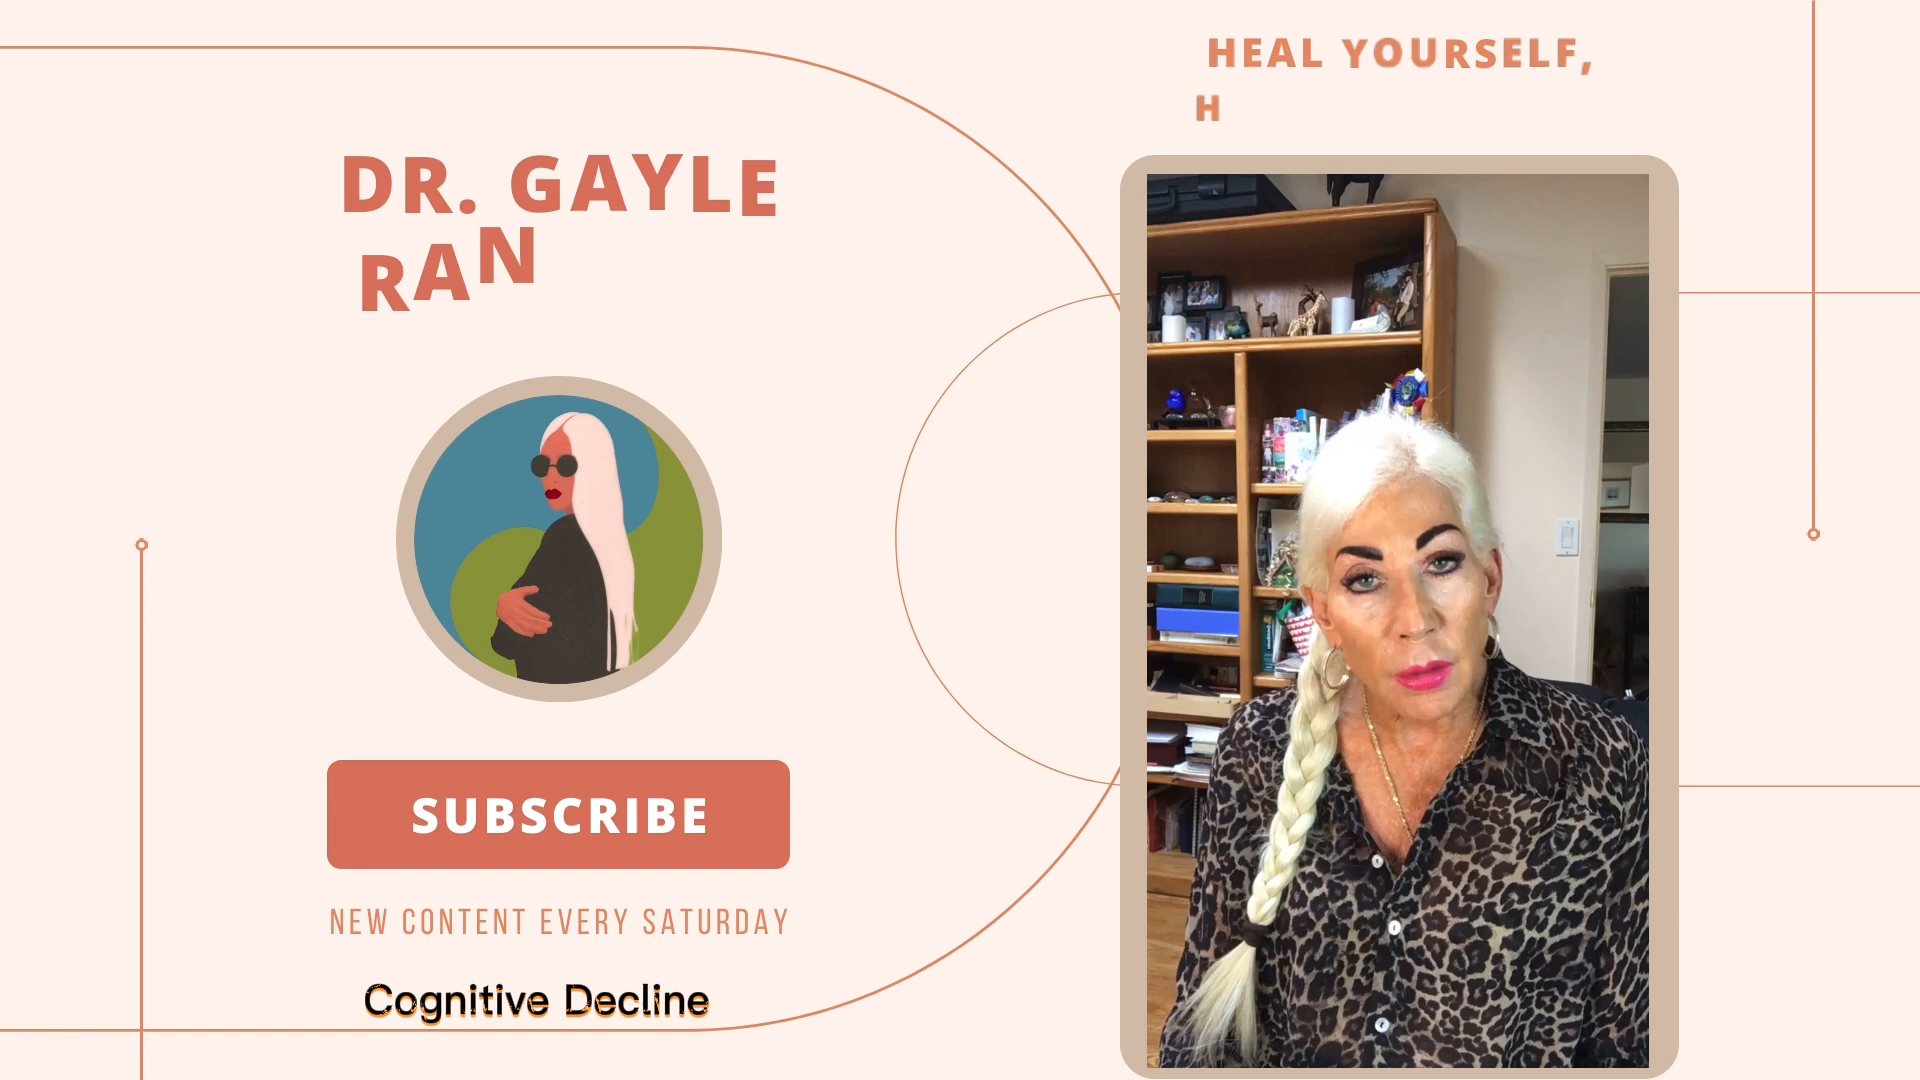 DR. GAYLE
RAN
SUBSCRIBE
NEW CONTENT EVERY SATURDAY
Cognitive Decline
HEAL YOURSELF,
H